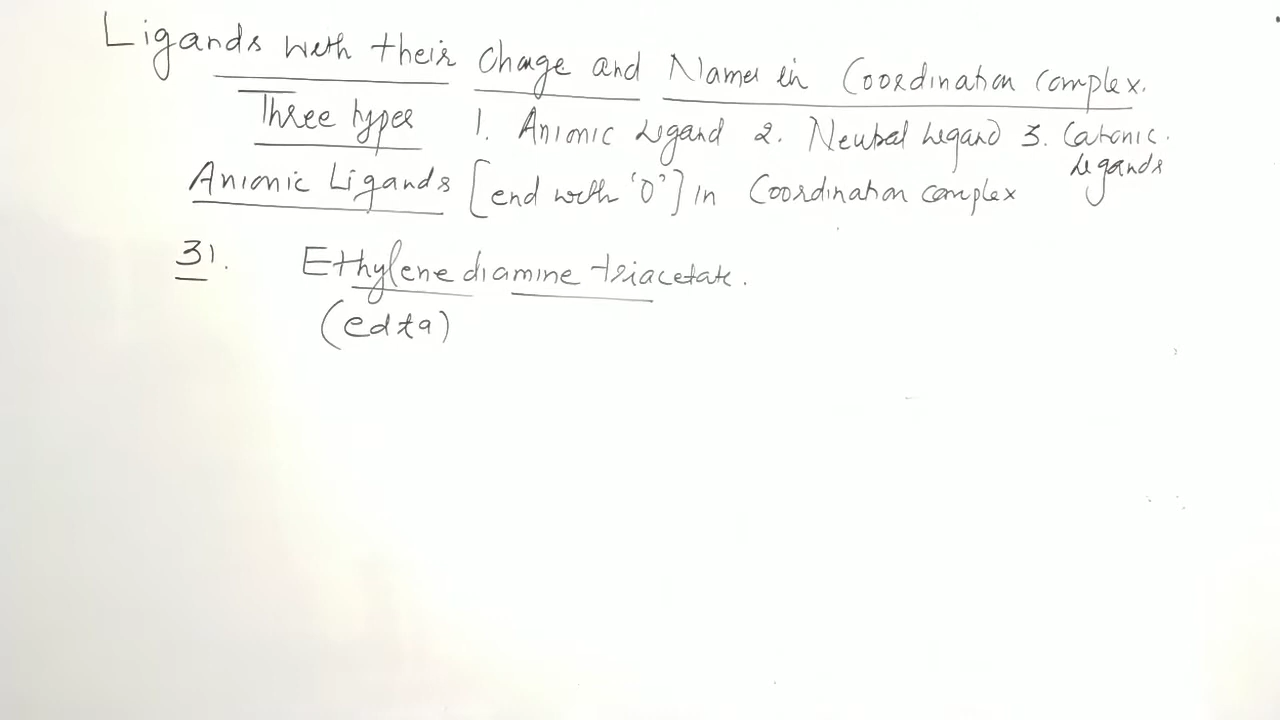 Ligands with their Charge and Names in Coordination Complex.
Three types 1. Anionic Ligand 2. Neutral Ligand 3. Cationic Ligands
Anionic Ligands [end with 'O'] in Coordination complex
31. Ethylene diamine triacetate.
(edta)